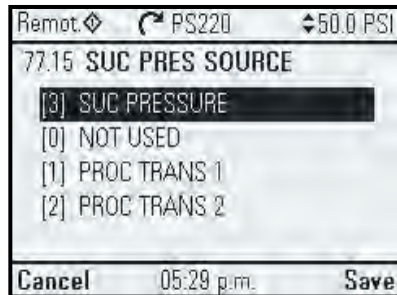 Remot. PS220 50.0 PSI
77.15 SUC PRES SOURCE
[3] SUC PRESSURE
[0] NOT USED
[1] PROC TRANS 1
[2] PROC TRANS 2
Cancel 05:29 p.m. Save